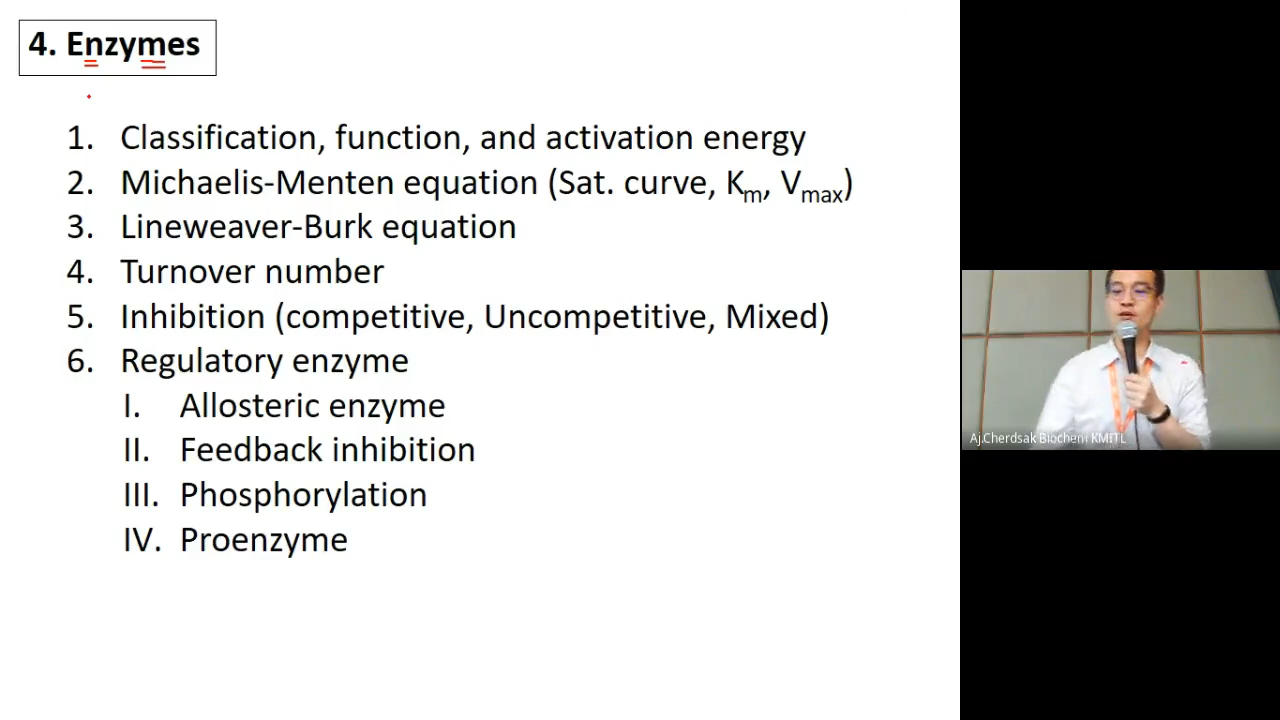 4. Enzymes
1. Classification, function, and activation energy
2. Michaelis-Menten equation (Sat. curve, Km, Vmax)
3. Lineweaver-Burk equation
4. Turnover number
5. Inhibition (competitive, Uncompetitive, Mixed)
6. Regulatory enzyme
I. Allosteric enzyme
II. Feedback inhibition
III. Phosphorylation
IV. Proenzyme
Aj.Cherdsak Biochem KMITL